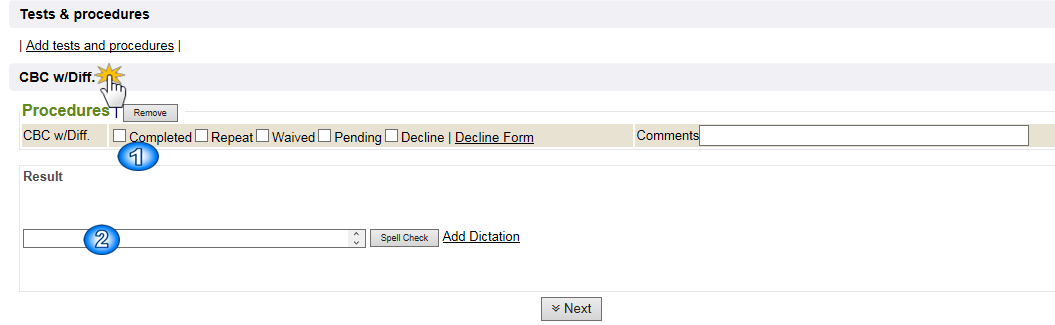 Tests & procedures
| Add tests and procedures |
CBC w/Diff.
Procedures | Remove
CBC w/Diff. Completed Repeat Waived Pending Decline | Decline Form Comments
1
Result
2 Spell Check Add Dictation
Next